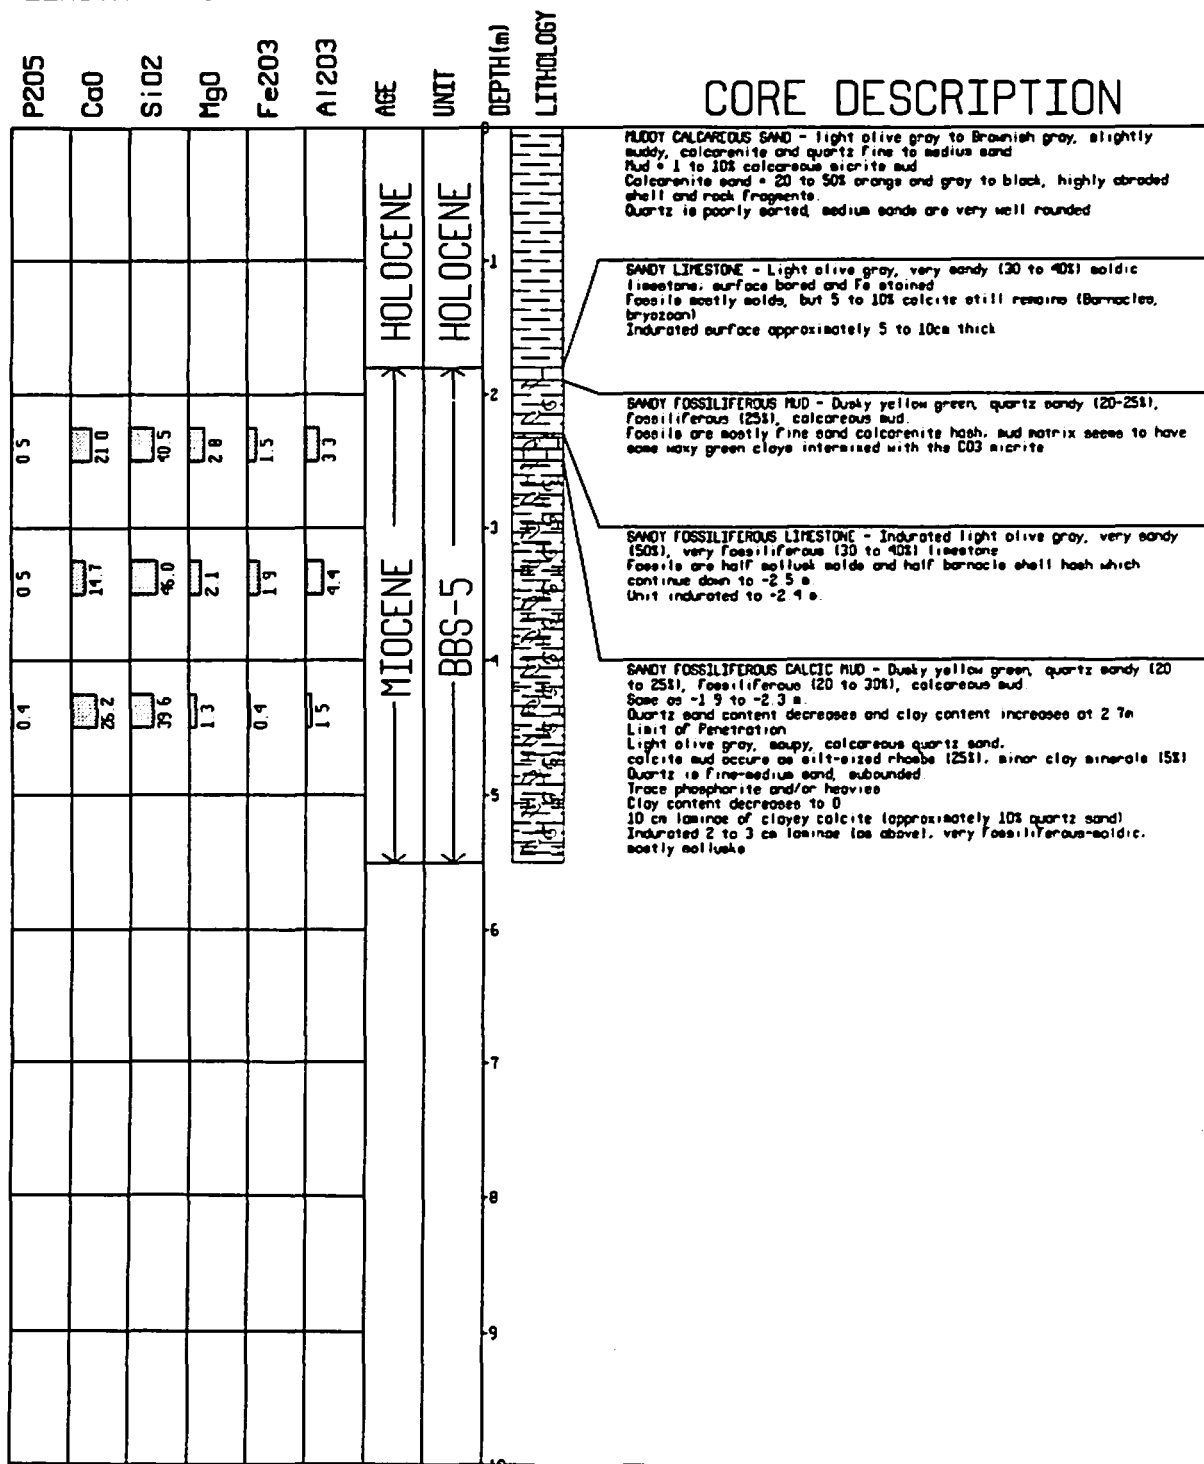 P2O5 CaO SiO2 MgO Fe2O3 Al2O3 AGE UNIT DEPTH(m) LITHOLOGY
CORE DESCRIPTION
0
MUDDY CALCAREOUS SAND - light olive gray to Brownish gray, slightly
muddy, calcarenite and quartz fine to medium sand
Mud = 1 to 10% calcareous micrite mud
Calcarenite sand = 20 to 50% orange and gray to black, highly abraded
shell and rock fragments.
Quartz is poorly sorted, medium sands are very well rounded
HOLOCENE HOLOCENE
1
SANDY LIMESTONE - Light olive gray, very sandy (30 to 40%) moldic
limestone; surface bored and Fe stained
Fossils mostly molds, but 5 to 10% calcite still remains (Barnacles,
bryozoan)
Indurated surface approximately 5 to 10cm thick
2
SANDY FOSSILIFEROUS MUD - Dusky yellow green, quartz sandy (20-25%),
fossiliferous (25%), calcareous mud.
Fossils are mostly fine sand calcarenite hash, mud matrix seems to have
some waxy green clays intermixed with the CO3 micrite
0.5 21.0 40.5 2.8 1.5 3.3
3
SANDY FOSSILIFEROUS LIMESTONE - Indurated light olive gray, very sandy
(50%), very fossiliferous (30 to 40%) limestone
Fossils are half mollusk molds and half barnacle shell hash which
continue down to -2.5 m.
Unit indurated to -2.4 m.
0.5 14.7 46.0 2.1 1.9 4.4
MIOCENE BBS-5
4
SANDY FOSSILIFEROUS CALCIC MUD - Dusky yellow green, quartz sandy (20
to 25%), fossiliferous (20 to 30%), calcareous mud.
Same as -1.9 to -2.3 m.
Quartz sand content decreases and clay content increases at 2.7m
Limit of Penetration
Light olive gray, soupy, calcareous quartz sand.
calcite mud occurs as silt-sized rhombs (25%), minor clay minerals (5%)
Quartz is fine-medium sand, subounded.
Trace phosphorite and/or heavies
Clay content decreases to 0
10 cm laminae of clayey calcite (approximately 10% quartz sand)
Indurated 2 to 3 cm laminae (as above), very fossiliferous-moldic,
mostly mollusks
0.4 26.2 39.6 1.3 0.4 1.5
5
6
7
8
9
10